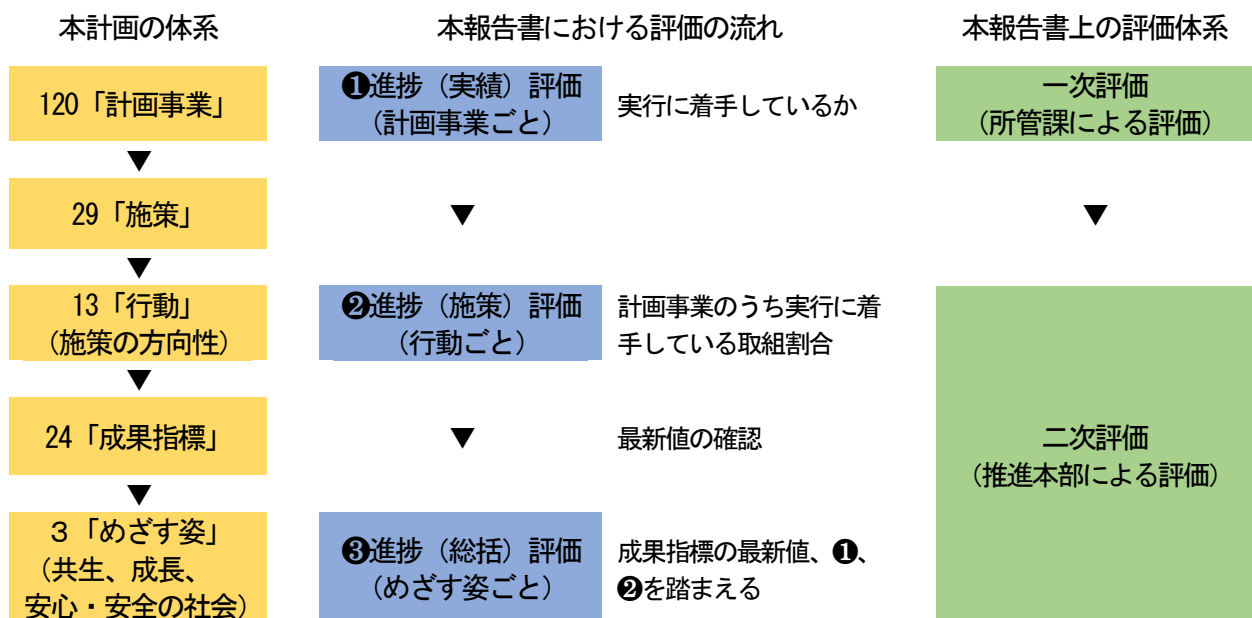 本計画の体系
本報告書における評価の流れ
本報告書上の評価体系
120「計画事業」
❶進捗（実績）評価
（計画事業ごと）
実行に着手しているか
一次評価
（所管課による評価）
▼
29「施策」
▼
▼
▼
13「行動」
（施策の方向性）
❷進捗（施策）評価
（行動ごと）
計画事業のうち実行に着
手している取組割合
▼
24「成果指標」
▼
最新値の確認
二次評価
（推進本部による評価）
▼
３「めざす姿」
（共生、成長、
安心・安全の社会）
❸進捗（総括）評価
（めざす姿ごと）
成果指標の最新値、❶、
❷を踏まえる